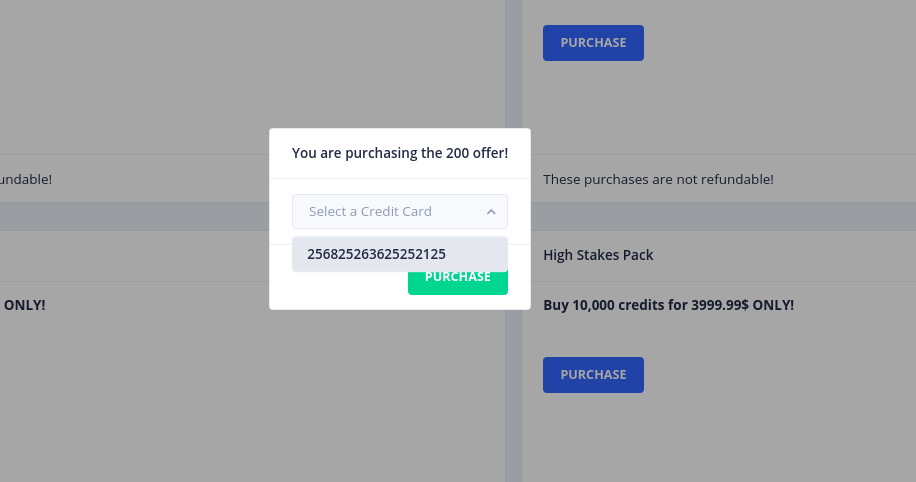 PURCHASE
You are purchasing the 200 offer!
undable!
These purchases are not refundable!
Select a Credit Card
256825263625252125
PURCHASE
High Stakes Pack
ONLY!
Buy 10,000 credits for 3999.99$ ONLY!
PURCHASE